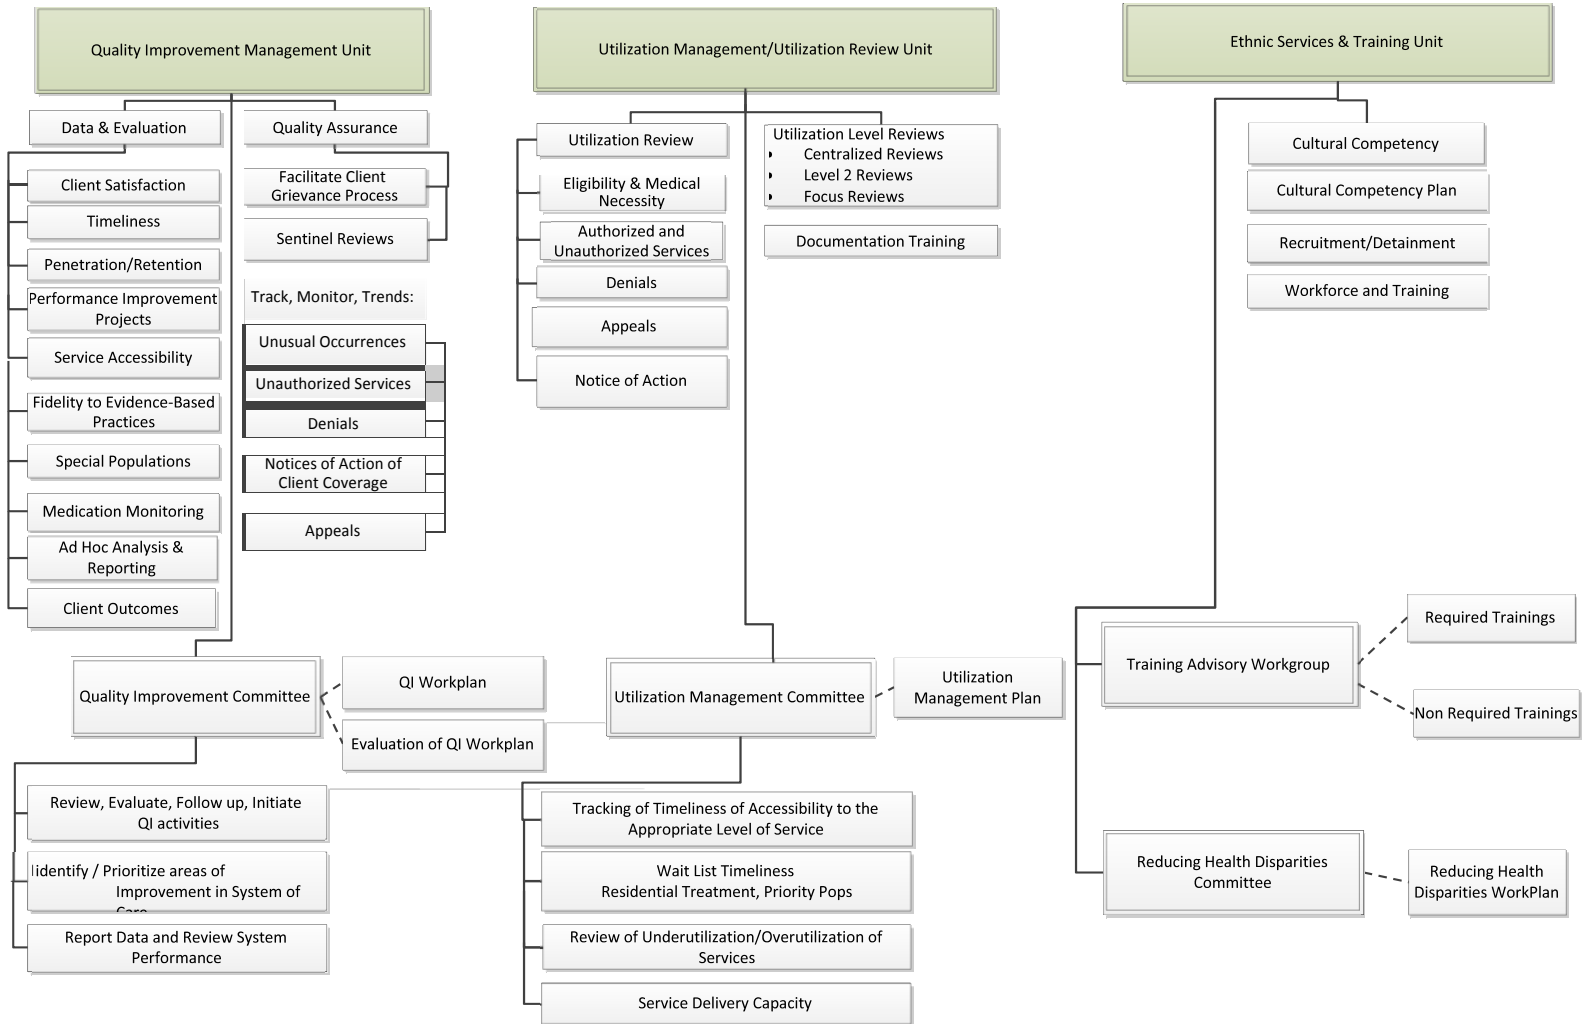 Quality Improvement Management Unit
Data & Evaluation
Client Satisfaction
Timeliness
Penetration/Retention
Performance Improvement
Projects
Service Accessibility
Fidelity to Evidence-Based
Practices
Special Populations
Medication Monitoring
Ad Hoc Analysis &
Reporting
Client Outcomes
Quality Assurance
Facilitate Client
Grievance Process
Sentinel Reviews
Track, Monitor, Trends:
Unusual Occurrences
Unauthorized Services
Denials
Notices of Action of
Client Coverage
Appeals
Quality Improvement Committee
QI Workplan
Evaluation of QI Workplan
Review, Evaluate, Follow up, Initiate
QI activities
Iidentify / Prioritize areas of
Improvement in System of
Care
Report Data and Review System
Performance
Utilization Management/Utilization Review Unit
Utilization Review
Eligibility & Medical
Necessity
Authorized and
Unauthorized Services
Denials
Appeals
Notice of Action
Utilization Level Reviews
Centralized Reviews
Level 2 Reviews
Focus Reviews
Documentation Training
Utilization Management Committee
Utilization
Management Plan
Tracking of Timeliness of Accessibility to the
Appropriate Level of Service
Wait List Timeliness
Residential Treatment, Priority Pops
Review of Underutilization/Overutilization of
Services
Service Delivery Capacity
Ethnic Services & Training Unit
Cultural Competency
Cultural Competency Plan
Recruitment/Detainment
Workforce and Training
Training Advisory Workgroup
Required Trainings
Non Required Trainings
Reducing Health Disparities
Committee
Reducing Health
Disparities WorkPlan